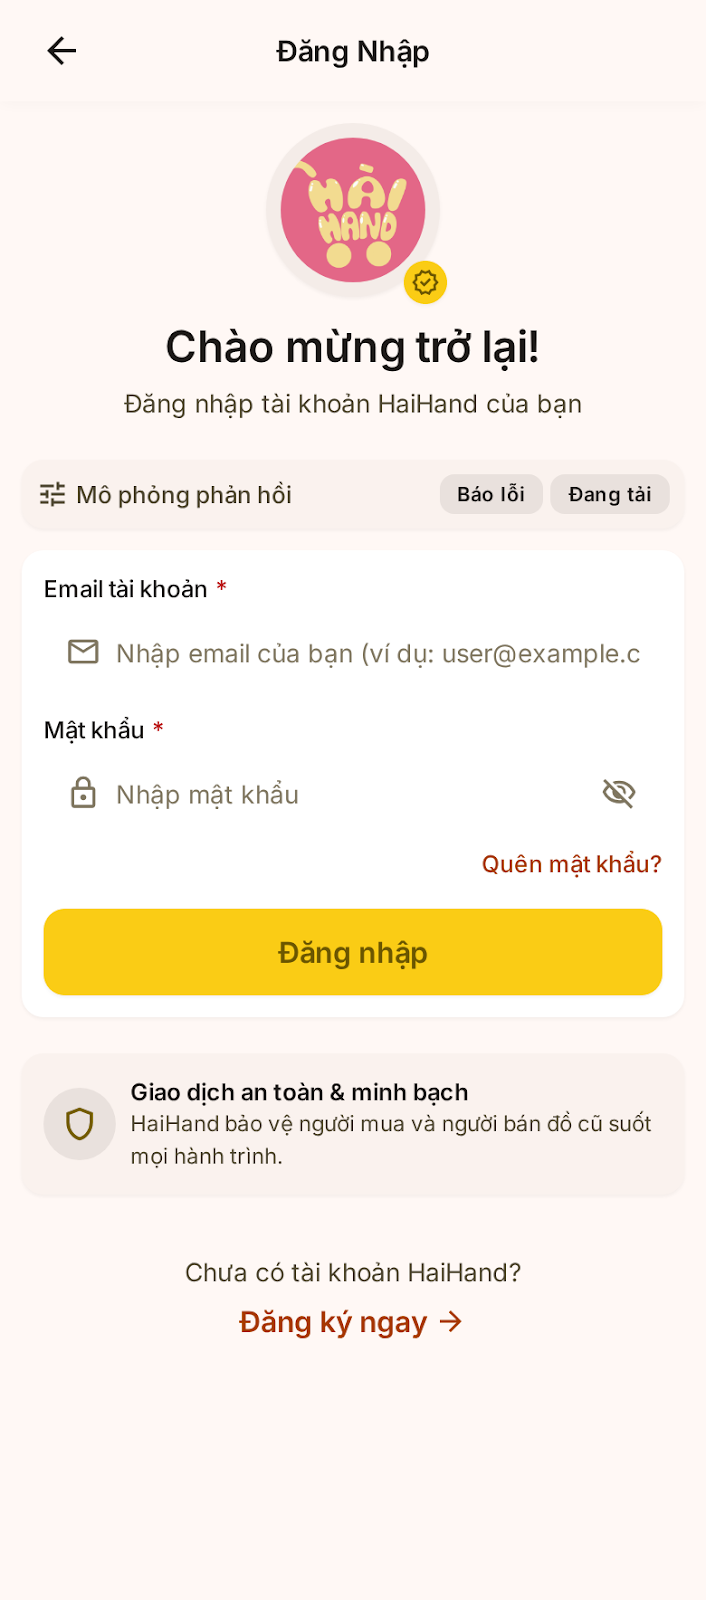 Đăng Nhập
HÀI
HAND
Chào mừng trở lại!
Đăng nhập tài khoản HaiHand của bạn
Mô phỏng phản hồi Báo lỗi Đang tải
Email tài khoản *
Nhập email của bạn (ví dụ: user@example.c
Mật khẩu *
Nhập mật khẩu
Quên mật khẩu?
Đăng nhập
Giao dịch an toàn & minh bạch
HaiHand bảo vệ người mua và người bán đồ cũ suốt
mọi hành trình.
Chưa có tài khoản HaiHand?
Đăng ký ngay →